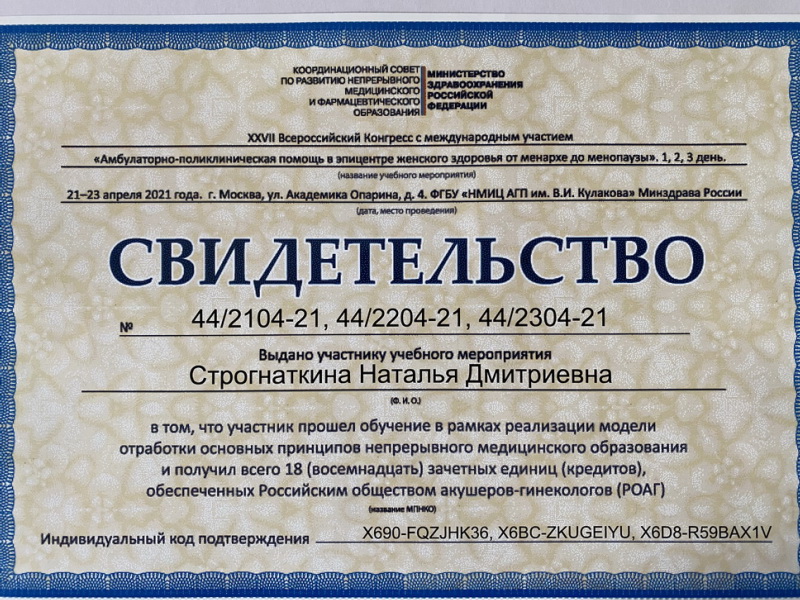 КООРДИНАЦИОННЫЙ СОВЕТ
ПО РАЗВИТИЮ НЕПРЕРЫВНОГО
МЕДИЦИНСКОГО
И ФАРМАЦЕВТИЧЕСКОГО
ОБРАЗОВАНИЯ
МИНИСТЕРСТВО
ЗДРАВООХРАНЕНИЯ
РОССИЙСКОЙ
ФЕДЕРАЦИИ
XXVII Всероссийский Конгресс с международным участием
«Амбулаторно-поликлиническая помощь в эпицентре женского здоровья от менархе до менопаузы». 1, 2, 3 день.
(название учебного мероприятия)
21–23 апреля 2021 года. г. Москва, ул. Академика Опарина, д. 4. ФГБУ «НМИЦ АГП им. В.И. Кулакова» Минздрава России
(дата, место проведения)
СВИДЕТЕЛЬСТВО
№ 44/2104-21, 44/2204-21, 44/2304-21
Выдано участнику учебного мероприятия
Строгнаткина Наталья Дмитриевна
(Ф. И. О.)
в том, что участник прошел обучение в рамках реализации модели
отработки основных принципов непрерывного медицинского образования
и получил всего 18 (восемнадцать) зачетных единиц (кредитов),
обеспеченных Российским обществом акушеров-гинекологов (РОАГ)
(название МПНКО)
Индивидуальный код подтверждения X690-FQZJHK36, X6BC-ZKUGEIYU, X6D8-R59BAX1V